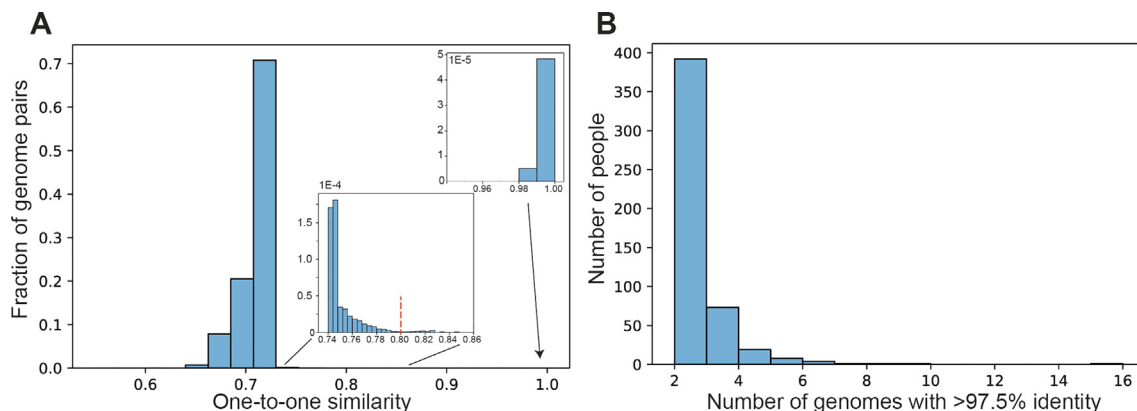 A
Fraction of genome pairs
0.7
0.6
0.5
0.4
0.3
0.2
0.1
0.0
0.6 0.7 0.8 0.9 1.0
One-to-one similarity
1E-4
1.5
1
0.5
0
0.74 0.76 0.78 0.80 0.82 0.84 0.86
1E-5
5
4
3
2
1
0
0.96 0.98 1.00
B
Number of people
400
350
300
250
200
150
100
50
0
2 4 6 8 10 12 14 16
Number of genomes with >97.5% identity